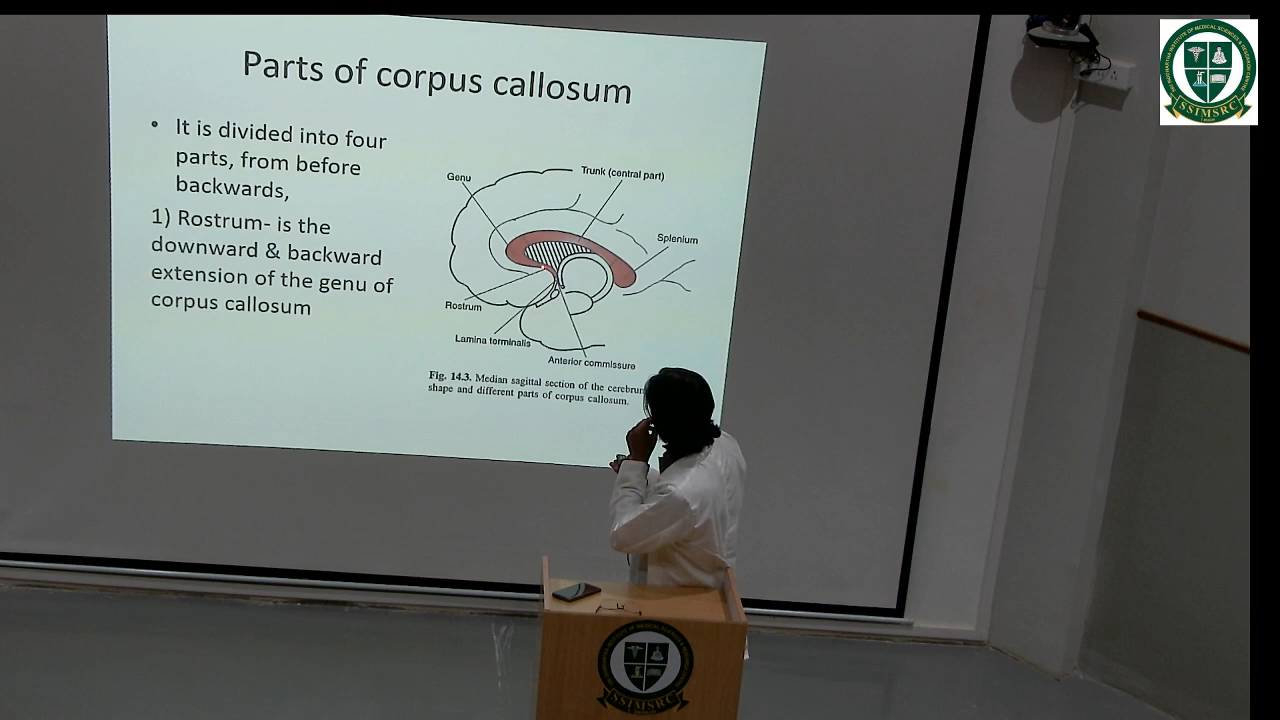 Parts of corpus callosum
• It is divided into four
parts, from before
backwards,
1) Rostrum- is the
downward & backward
extension of the genu of
corpus callosum
Genu
Trunk (central part)
Splenium
Rostrum
Lamina terminalis
Anterior commissure
Fig. 14.3. Median sagittal section of the cerebrum
shape and different parts of corpus callosum.
SSIMSRC
SSIMSRC